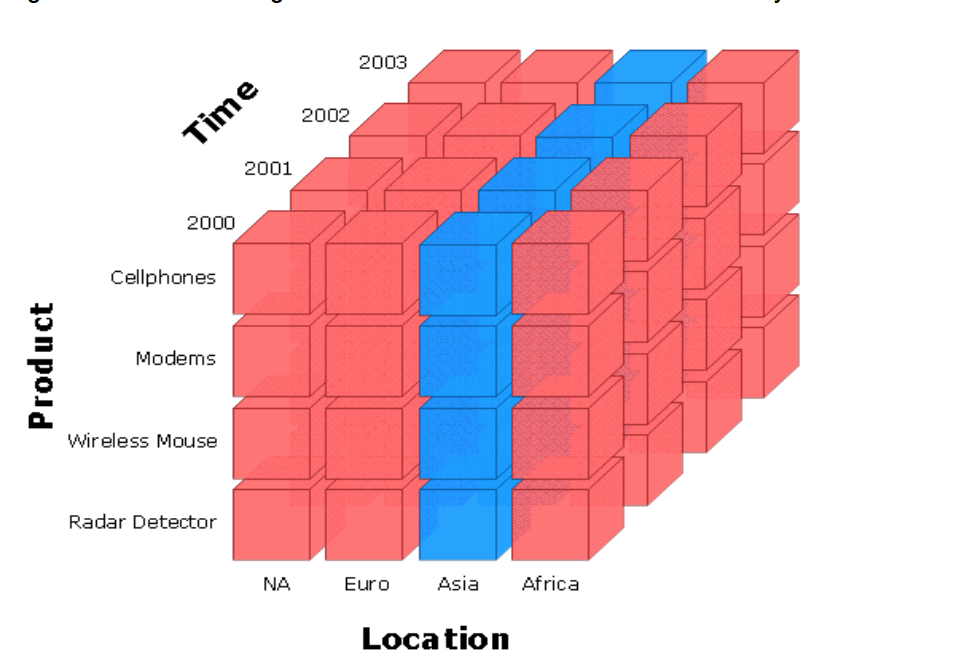 2003
Time
2002
2001
2000
Cellphones
Product
Modems
Wireless Mouse
Radar Detector
NA Euro Asia Africa
Location